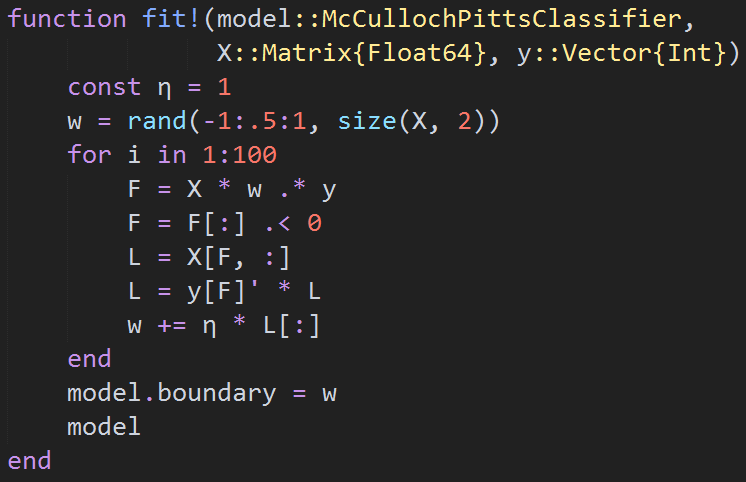 function fit!(model::McCullochPittsClassifier,
              X::Matrix{Float64}, y::Vector{Int})
    const η = 1
    w = rand(-1:.5:1, size(X, 2))
    for i in 1:100
        F = X * w .* y
        F = F[:] .< 0
        L = X[F, :]
        L = y[F]' * L
        w += η * L[:]
    end
    model.boundary = w
    model
end